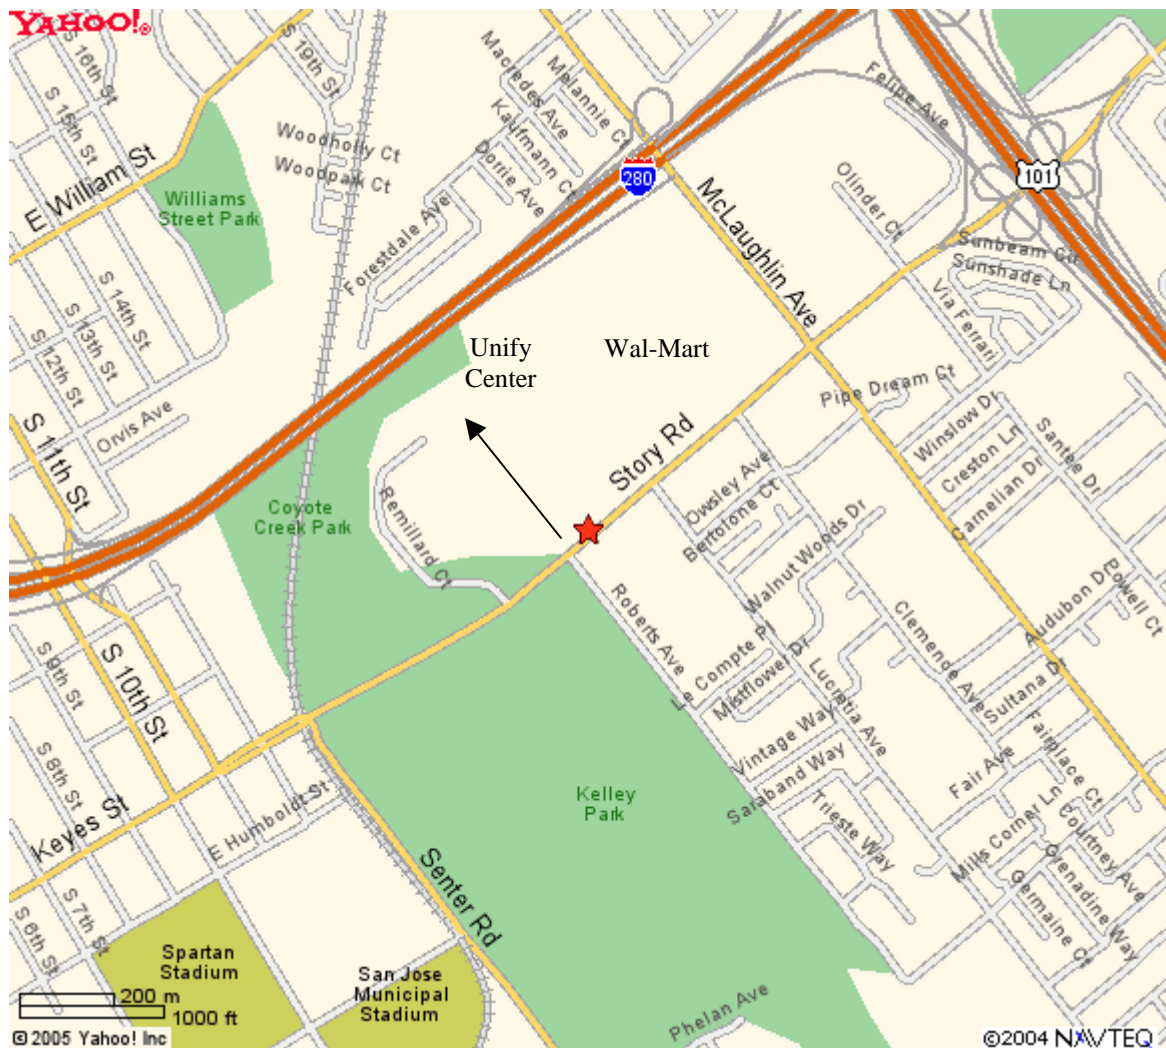 YAHOO!®
S 16th St
S 15th St
S 19th St
E William St
Williams
Street Park
Woodholly Ct
Woodpark Ct
Macredes Ave
Melannie Ct
Kaufmann Ct
Dorrie Ave
Forestdale Ave
280
101
McLaughlin Ave
Felipe Ave
Olinder Ct
Sunbeam Cir
Sunshade Ln
Via Ferrari
S 14th St
S 13th St
S 12th St
Orvis Ave
S 11th St
Unify
Center
Wal-Mart
Pipe Dream Ct
Winslow Dr
Creston Ln
Carnelian Dr
Santee Dr
Story Rd
Owsley Ave
Bertolone Ct
Walnut Woods Dr
Coyote
Creek Park
Remillard Ct
Roberts Ave
Le Compte Pl
Mistflower Dr
Lucretia Ave
Clemence Ave
Audubon Dr
Bowell Ct
Sultana Dr
S 10th St
S 9th St
S 8th St
Keyes St
E Humboldt St
S 7th St
S 6th St
Vintage Way
Saraband Way
Trieste Way
Fair Ave
Fairplace Ct
Mills Corner Ln
Courtney Ave
Grenadine Way
Germaine Ct
Kelley
Park
Senter Rd
Spartan
Stadium
San Jose
Municipal
Stadium
Phelan Ave
200 m
1000 ft
© 2005 Yahoo! Inc
©2004 NAVTEQ